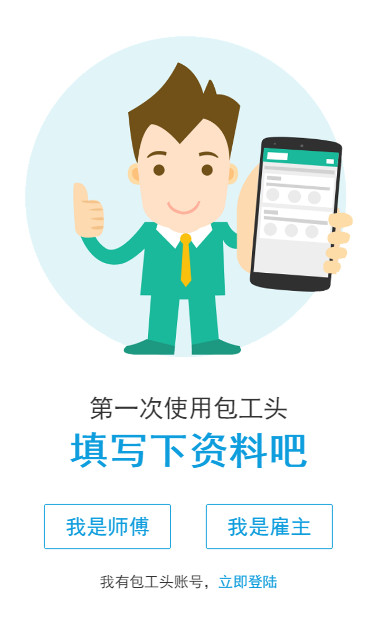 第一次使用包工头
填写下资料吧
我是师傅
我是雇主
我有包工头账号，立即登陆